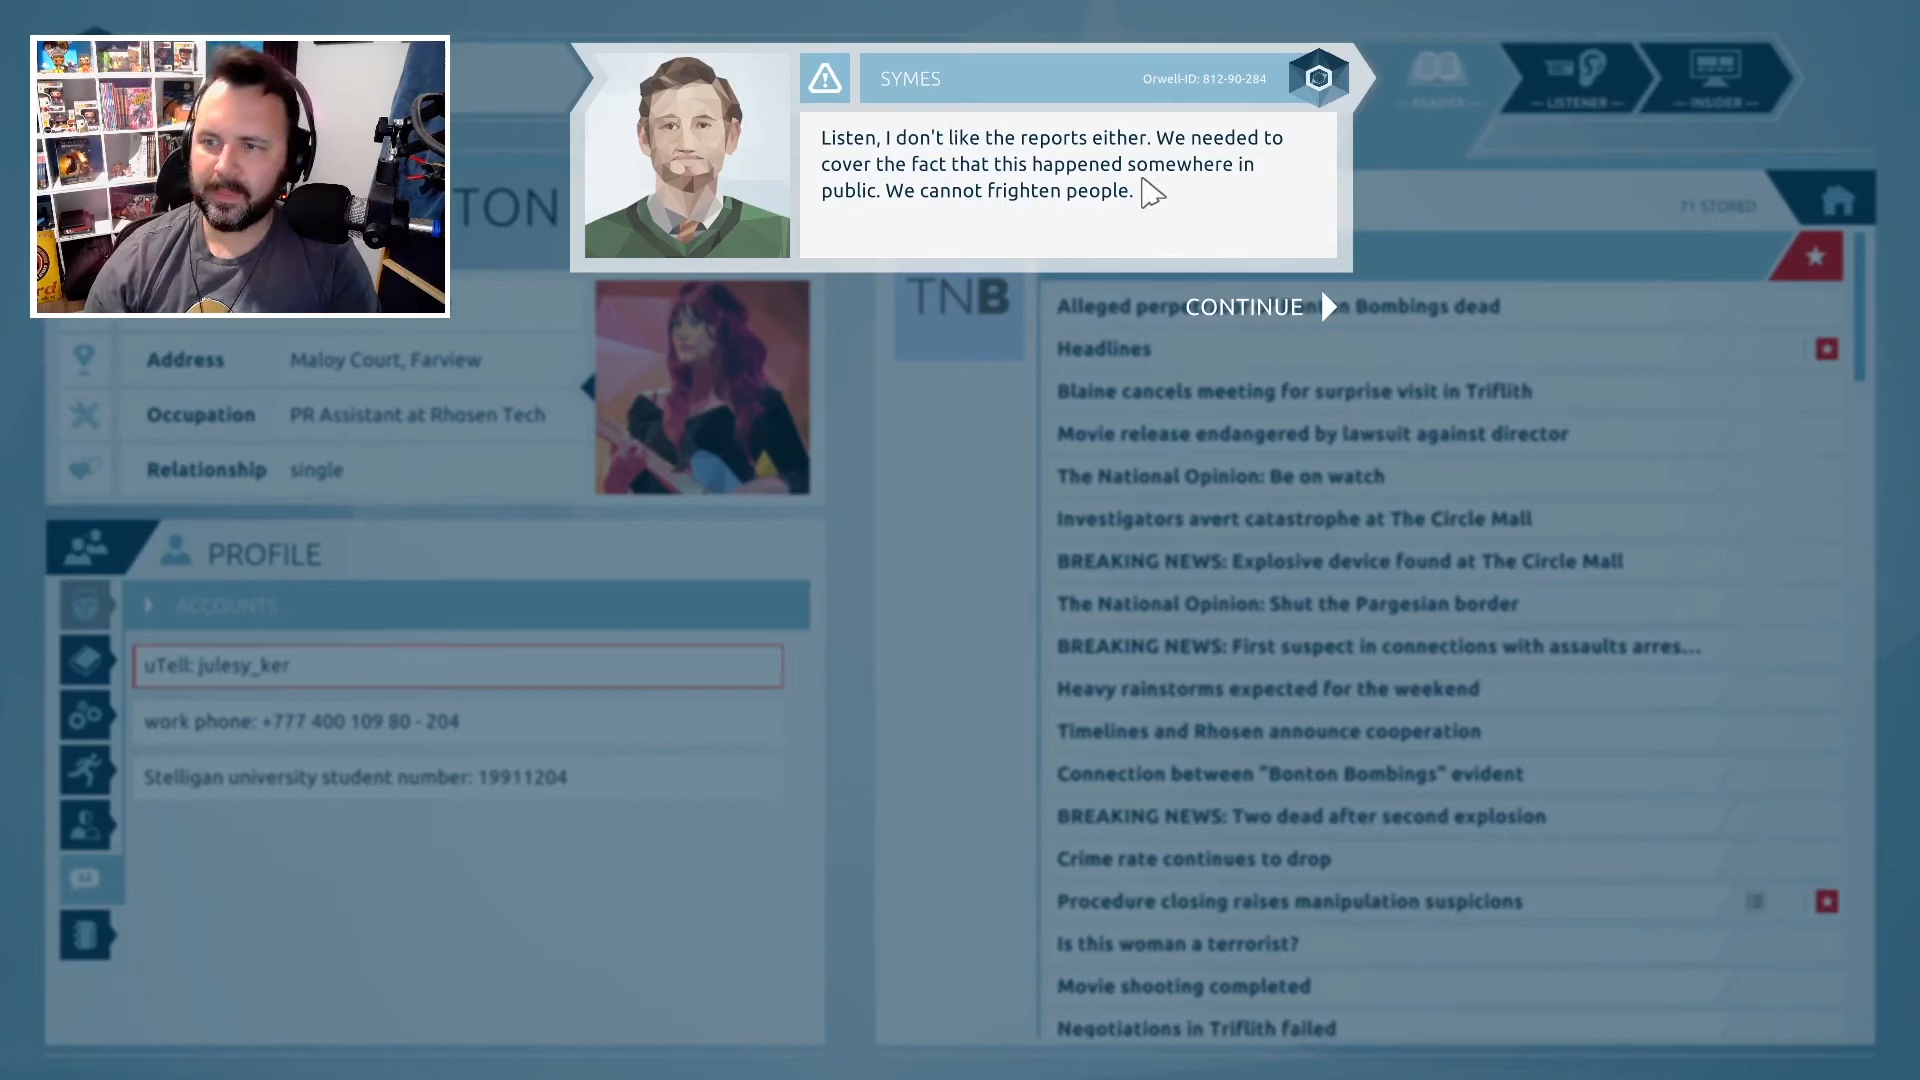 SYMES
Orwell-ID: 812-90-284
Listen, I don't like the reports either. We needed to
cover the fact that this happened somewhere in
public. We cannot frighten people.
CONTINUE
READER
LISTENER
INSIDER
TON
71 STORED
Address Maloy Court, Farview
Occupation PR Assistant at Rhosen Tech
Relationship single
PROFILE
ACCOUNTS
uTell: julesy_ker
work phone: +777 400 109 80 - 204
Stelligan university student number: 19911204
TNB
Alleged perp n Bombings dead
Headlines
Blaine cancels meeting for surprise visit in Triflith
Movie release endangered by lawsuit against director
The National Opinion: Be on watch
Investigators avert catastrophe at The Circle Mall
BREAKING NEWS: Explosive device found at The Circle Mall
The National Opinion: Shut the Pargesian border
BREAKING NEWS: First suspect in connections with assaults arres...
Heavy rainstorms expected for the weekend
Timelines and Rhosen announce cooperation
Connection between "Bonton Bombings" evident
BREAKING NEWS: Two dead after second explosion
Crime rate continues to drop
Procedure closing raises manipulation suspicions
Is this woman a terrorist?
Movie shooting completed
Negotiations in Triflith failed